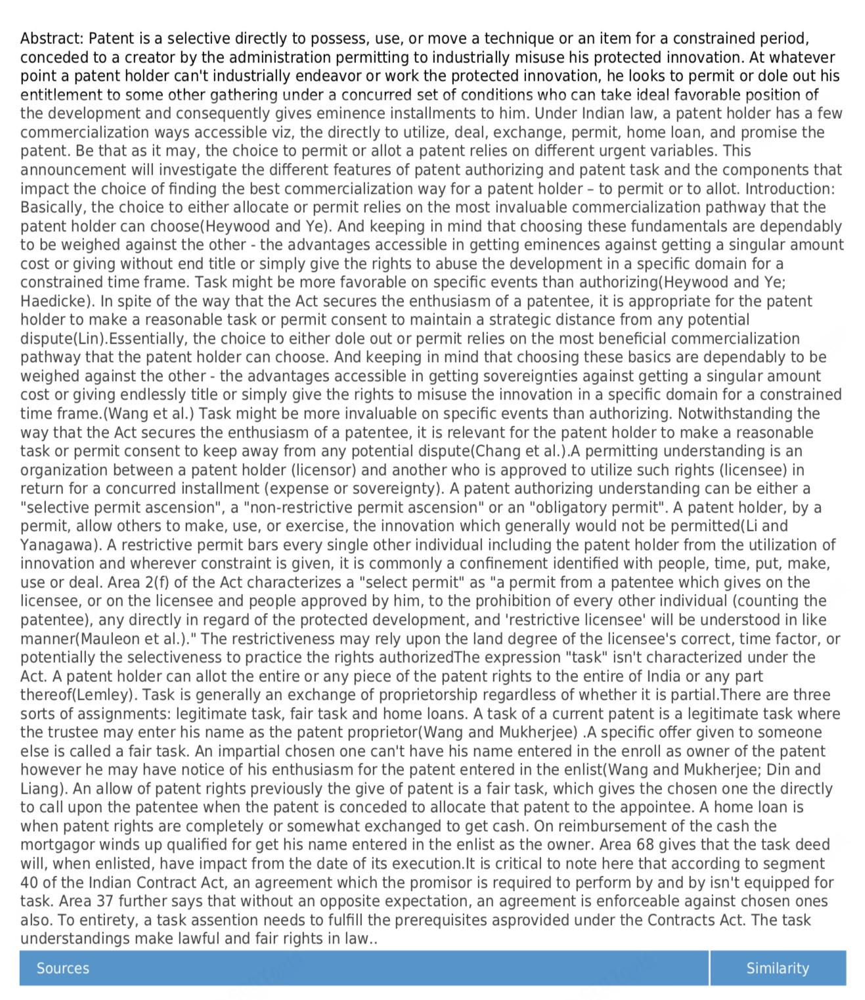 Abstract: Patent is a selective directly to possess, use, or move a technique or an item for a constrained period,
conceded to a creator by the administration permitting to industrially misuse his protected innovation. At whatever
point a patent holder can't industrially endeavor or work the protected innovation, he looks to permit or dole out his
entitlement to some other gathering under a concurred set of conditions who can take ideal favorable position of
the development and consequently gives eminence installments to him. Under Indian law, a patent holder has a few
commercialization ways accessible viz, the directly to utilize, deal, exchange, permit, home loan, and promise the
patent. Be that as it may, the choice to permit or allot a patent relies on different urgent variables. This
announcement will investigate the different features of patent authorizing and patent task and the components that
impact the choice of finding the best commercialization way for a patent holder – to permit or to allot. Introduction:
Basically, the choice to either allocate or permit relies on the most invaluable commercialization pathway that the
patent holder can choose(Heywood and Ye). And keeping in mind that choosing these fundamentals are dependably
to be weighed against the other - the advantages accessible in getting eminences against getting a singular amount
cost or giving without end title or simply give the rights to abuse the development in a specific domain for a
constrained time frame. Task might be more favorable on specific events than authorizing(Heywood and Ye;
Haedicke). In spite of the way that the Act secures the enthusiasm of a patentee, it is appropriate for the patent
holder to make a reasonable task or permit consent to maintain a strategic distance from any potential
dispute(Lin).Essentially, the choice to either dole out or permit relies on the most beneficial commercialization
pathway that the patent holder can choose. And keeping in mind that choosing these basics are dependably to be
weighed against the other - the advantages accessible in getting sovereignties against getting a singular amount
cost or giving endlessly title or simply give the rights to misuse the innovation in a specific domain for a constrained
time frame.(Wang et al.) Task might be more invaluable on specific events than authorizing. Notwithstanding the
way that the Act secures the enthusiasm of a patentee, it is relevant for the patent holder to make a reasonable
task or permit consent to keep away from any potential dispute(Chang et al.).A permitting understanding is an
organization between a patent holder (licensor) and another who is approved to utilize such rights (licensee) in
return for a concurred installment (expense or sovereignty). A patent authorizing understanding can be either a
"selective permit ascension", a "non-restrictive permit ascension" or an "obligatory permit". A patent holder, by a
permit, allow others to make, use, or exercise, the innovation which generally would not be permitted(Li and
Yanagawa). A restrictive permit bars every single other individual including the patent holder from the utilization of
innovation and wherever constraint is given, it is commonly a confinement identified with people, time, put, make,
use or deal. Area 2(f) of the Act characterizes a "select permit" as "a permit from a patentee which gives on the
licensee, or on the licensee and people approved by him, to the prohibition of every other individual (counting the
patentee), any directly in regard of the protected development, and 'restrictive licensee' will be understood in like
manner(Mauleon et al.)." The restrictiveness may rely upon the land degree of the licensee's correct, time factor, or
potentially the selectiveness to practice the rights authorizedThe expression "task" isn't characterized under the
Act. A patent holder can allot the entire or any piece of the patent rights to the entire of India or any part
thereof(Lemley). Task is generally an exchange of proprietorship regardless of whether it is partial.There are three
sorts of assignments: legitimate task, fair task and home loans. A task of a current patent is a legitimate task where
the trustee may enter his name as the patent proprietor(Wang and Mukherjee) .A specific offer given to someone
else is called a fair task. An impartial chosen one can't have his name entered in the enroll as owner of the patent
however he may have notice of his enthusiasm for the patent entered in the enlist(Wang and Mukherjee; Din and
Liang). An allow of patent rights previously the give of patent is a fair task, which gives the chosen one the directly
to call upon the patentee when the patent is conceded to allocate that patent to the appointee. A home loan is
when patent rights are completely or somewhat exchanged to get cash. On reimbursement of the cash the
mortgagor winds up qualified for get his name entered in the enlist as the owner. Area 68 gives that the task deed
will, when enlisted, have impact from the date of its execution.It is critical to note here that according to segment
40 of the Indian Contract Act, an agreement which the promisor is required to perform by and by isn't equipped for
task. Area 37 further says that without an opposite expectation, an agreement is enforceable against chosen ones
also. To entirety, a task assention needs to fulfill the prerequisites asprovided under the Contracts Act. The task
understandings make lawful and fair rights in law..
Sources Similarity